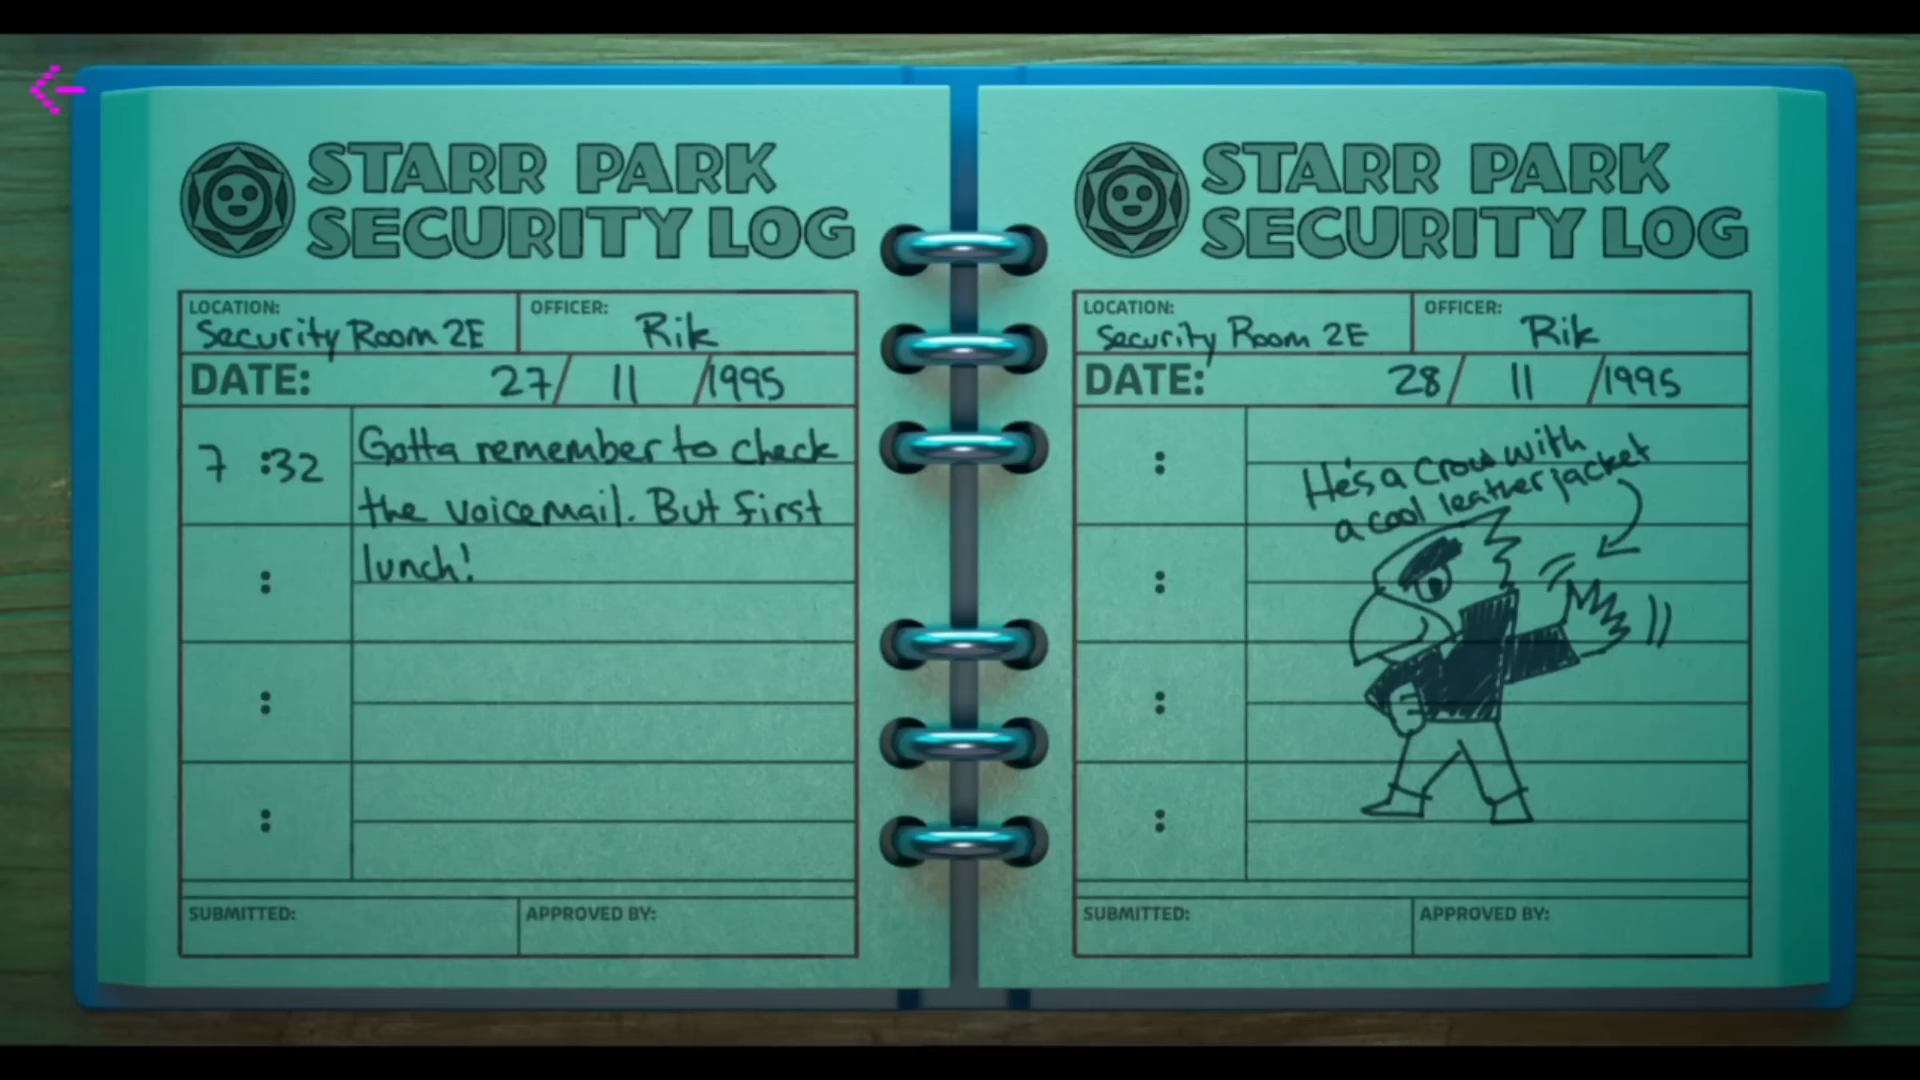 STARR PARK
SECURITY LOG
LOCATION:
Security Room 2E
OFFICER:
Rik
DATE: 27/ 11 /1995
7 :32
Gotta remember to check
the voicemail. But first
lunch!
:
:
:
SUBMITTED:
APPROVED BY:
STARR PARK
SECURITY LOG
LOCATION:
Security Room 2E
OFFICER:
Rik
DATE: 28/ 11 /1995
:
He's a Crow with
a cool leather jacket
:
:
:
SUBMITTED:
APPROVED BY: